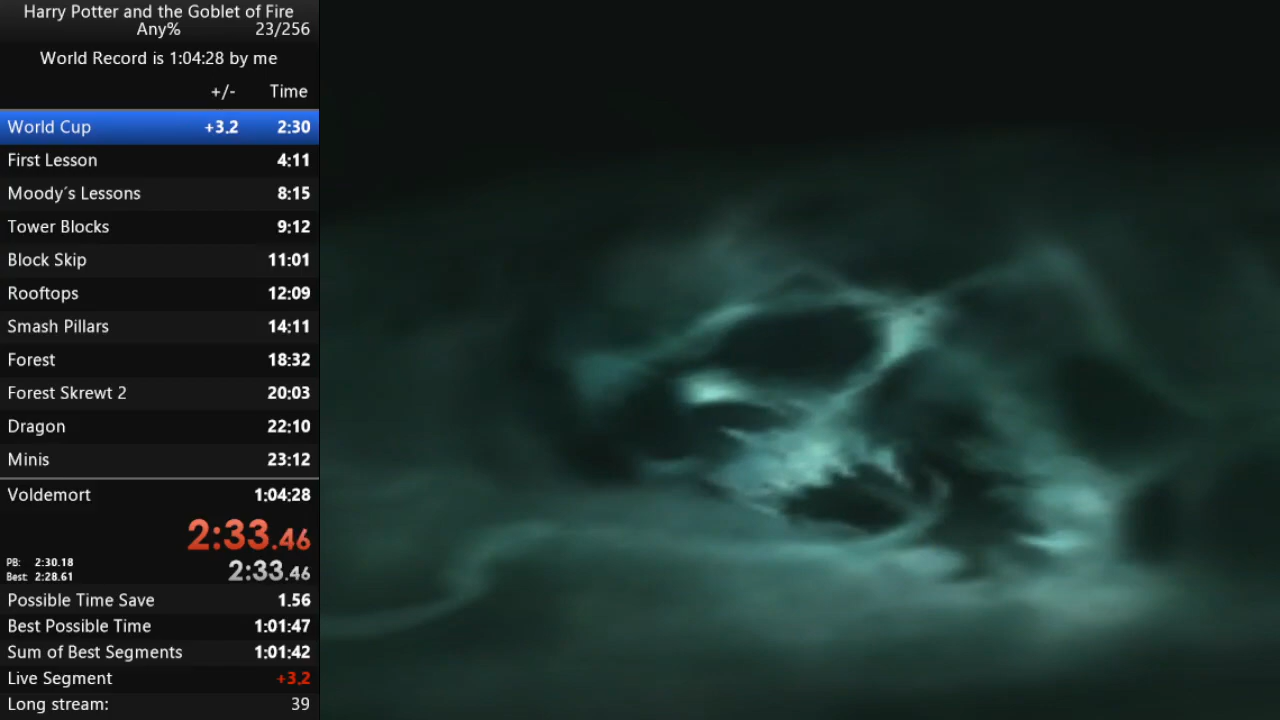 Harry Potter and the Goblet of Fire
Any% 23/256
World Record is 1:04:28 by me
+/- Time
World Cup +3.2 2:30
First Lesson 4:11
Moody´s Lessons 8:15
Tower Blocks 9:12
Block Skip 11:01
Rooftops 12:09
Smash Pillars 14:11
Forest 18:32
Forest Skrewt 2 20:03
Dragon 22:10
Minis 23:12
Voldemort 1:04:28
2:33.46
PB: 2:30.18
Best: 2:28.61 2:33.46
Possible Time Save 1.56
Best Possible Time 1:01:47
Sum of Best Segments 1:01:42
Live Segment +3.2
Long stream: 39